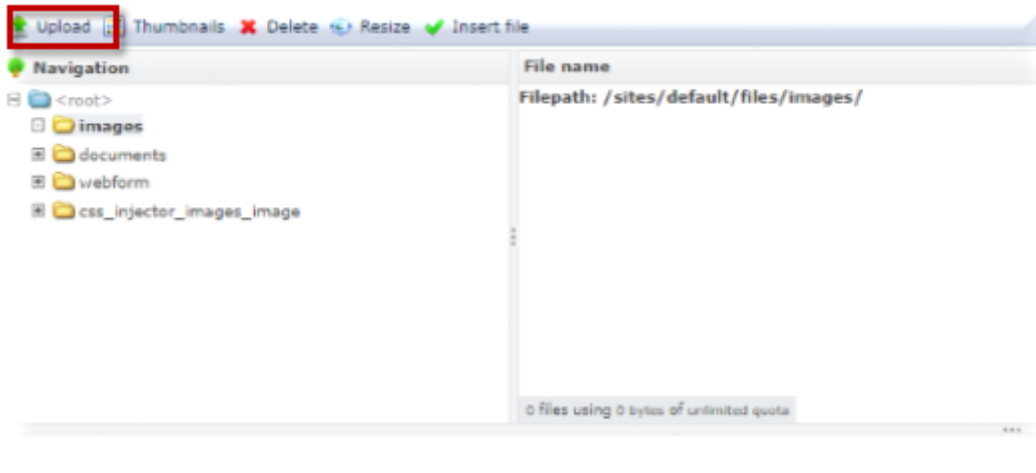 Upload Thumbnails Delete Resize Insert file
Navigation
File name
<root>
Filepath: /sites/default/files/images/
images
documents
webform
css_injector_images_image
0 files using 0 bytes of unlimited quota